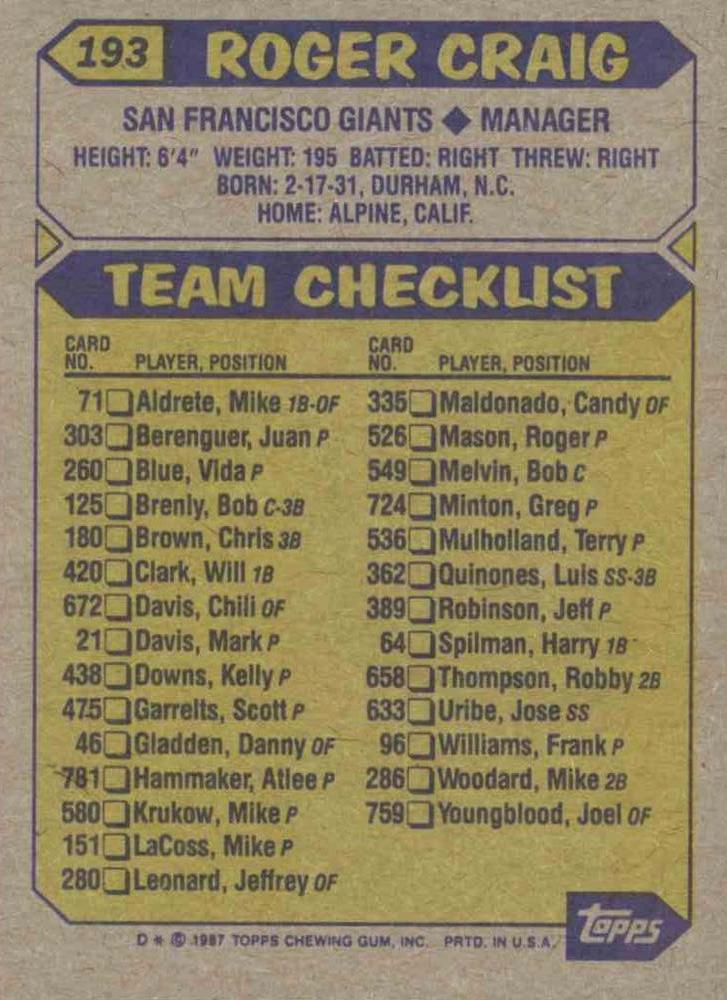 193 ROGER CRAIG
SAN FRANCISCO GIANTS ◆ MANAGER
HEIGHT: 6'4" WEIGHT: 195 BATTED: RIGHT THREW: RIGHT
BORN: 2-17-31, DURHAM, N.C.
HOME: ALPINE, CALIF.
TEAM CHECKLIST
CARD
NO. PLAYER, POSITION
71 Aldrete, Mike 1B-OF
303 Berenguer, Juan P
260 Blue, Vida P
125 Brenly, Bob C-3B
180 Brown, Chris 3B
420 Clark, Will 1B
672 Davis, Chili OF
21 Davis, Mark P
438 Downs, Kelly P
475 Garrelts, Scott P
46 Gladden, Danny OF
781 Hammaker, Atlee P
580 Krukow, Mike P
151 LaCoss, Mike P
280 Leonard, Jeffrey OF
CARD
NO. PLAYER, POSITION
335 Maldonado, Candy OF
526 Mason, Roger P
549 Melvin, Bob C
724 Minton, Greg P
536 Mulholland, Terry P
362 Quinones, Luis SS-3B
389 Robinson, Jeff P
64 Spilman, Harry 1B
658 Thompson, Robby 2B
633 Uribe, Jose SS
96 Williams, Frank P
286 Woodard, Mike 2B
759 Youngblood, Joel OF
D * © 1987 TOPPS CHEWING GUM, INC. PRTD. IN U.S.A.
topps